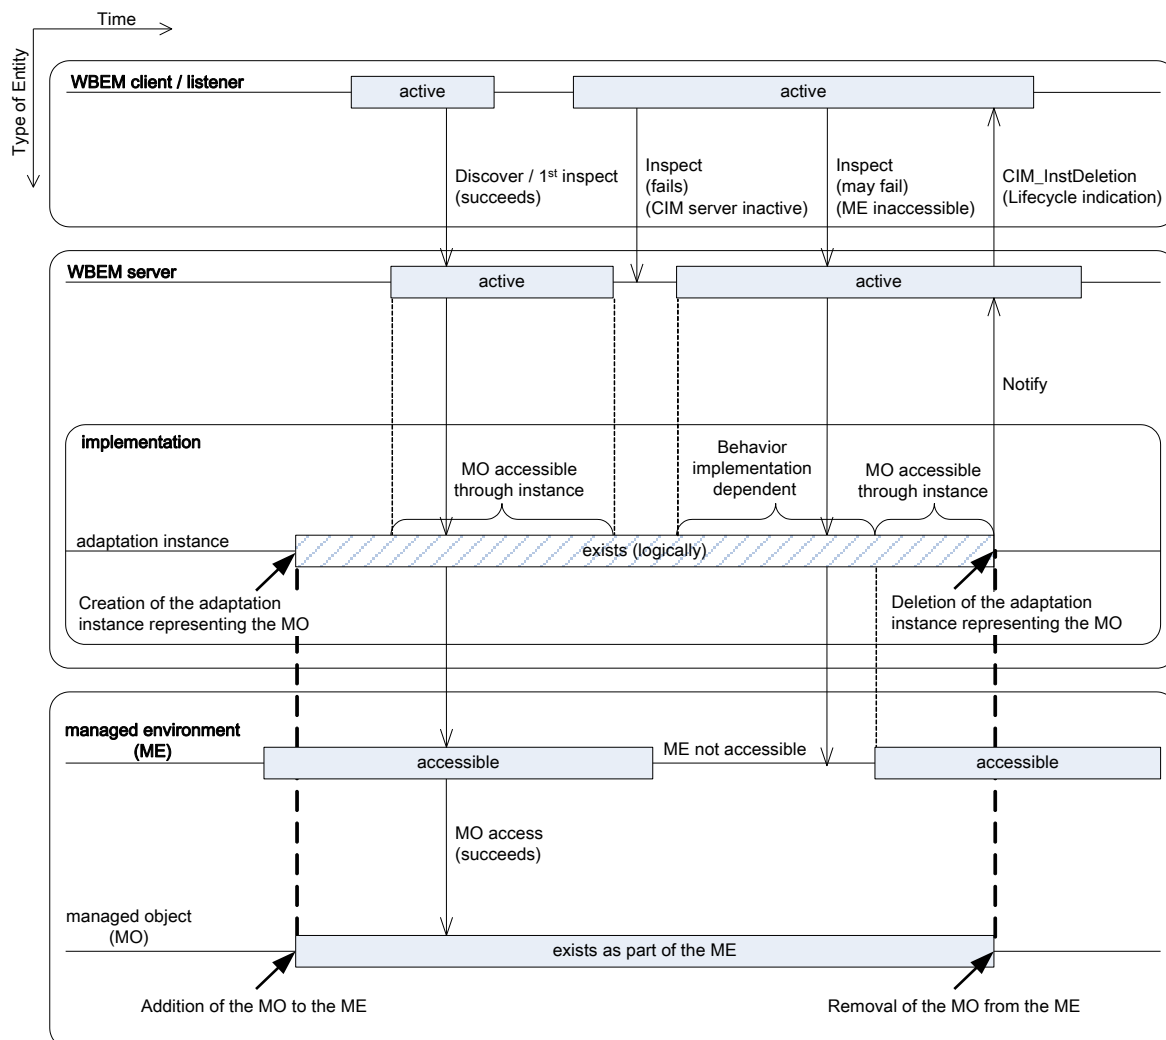 Time
Type of Entity
WBEM client / listener
active
active
Discover / 1st inspect
(succeeds)
Inspect
(fails)
(CIM server inactive)
Inspect
(may fail)
(ME inaccessible)
CIM_InstDeletion
(Lifecycle indication)
WBEM server
active
active
Notify
implementation
MO accessible
through instance
Behavior
implementation
dependent
MO accessible
through instance
adaptation instance
exists (logically)
Creation of the adaptation
instance representing the MO
Deletion of the adaptation
instance representing the MO
managed environment
(ME)
accessible
ME not accessible
accessible
MO access
(succeeds)
managed object
(MO)
exists as part of the ME
Addition of the MO to the ME
Removal of the MO from the ME